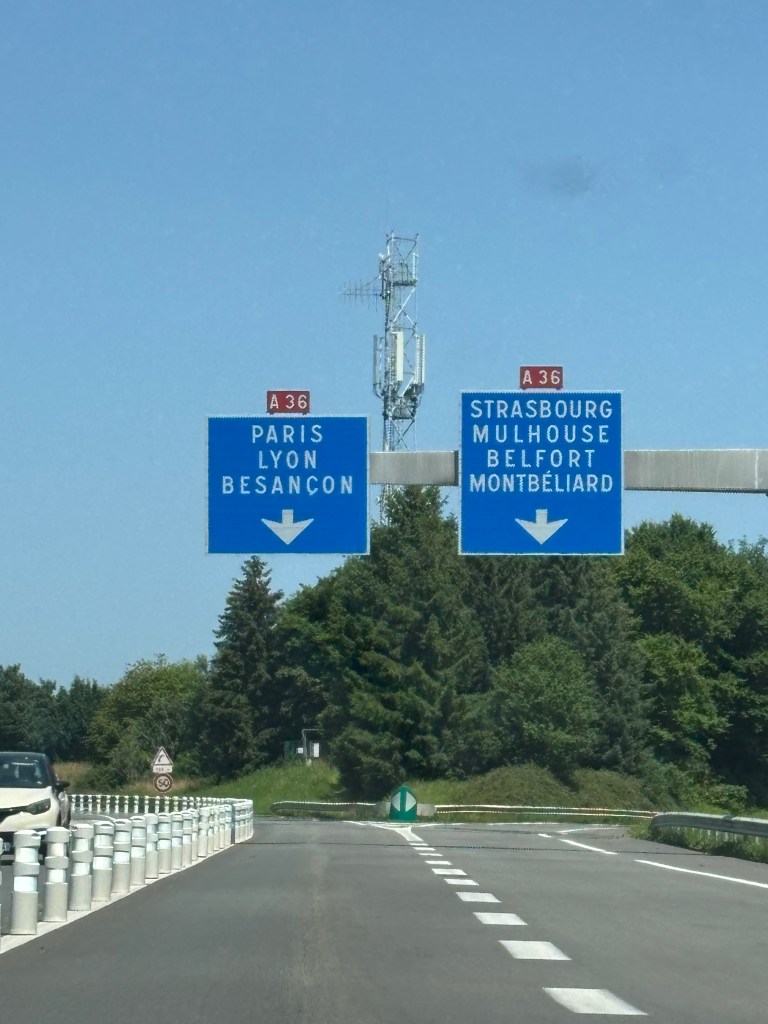 A 36
PARIS
LYON
BESANÇON
A 36
STRASBOURG
MULHOUSE
BELFORT
MONTBÉLIARD
50